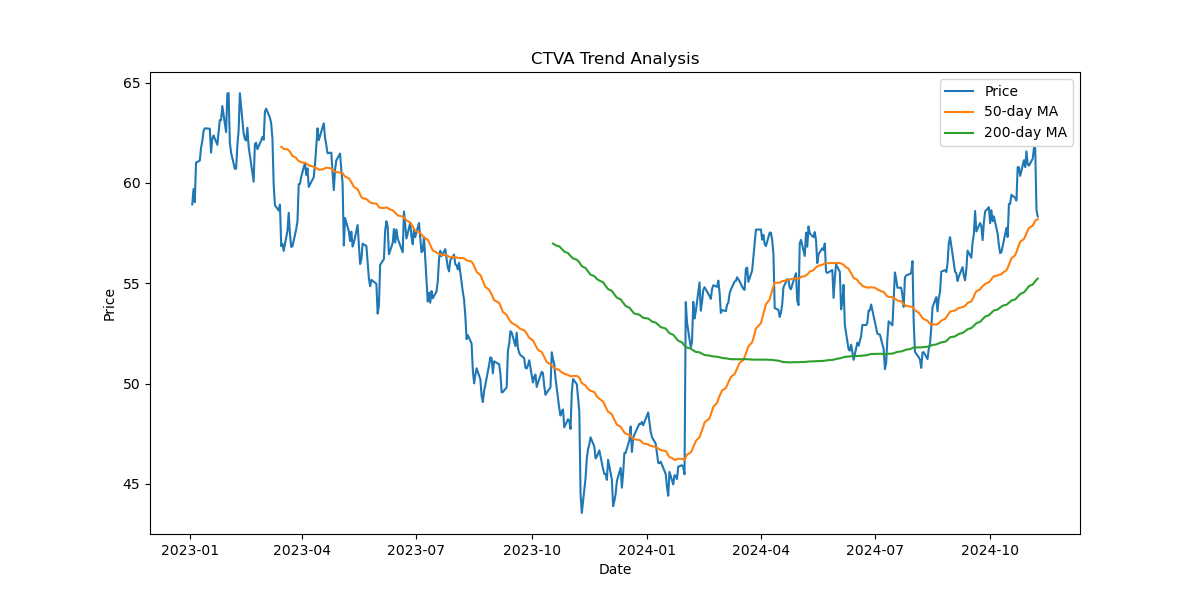 CTVA Trend Analysis
Price
50-day MA
200-day MA
65
60
55
50
45
Price
2023-01
2023-04
2023-07
2023-10
2024-01
2024-04
2024-07
2024-10
Date